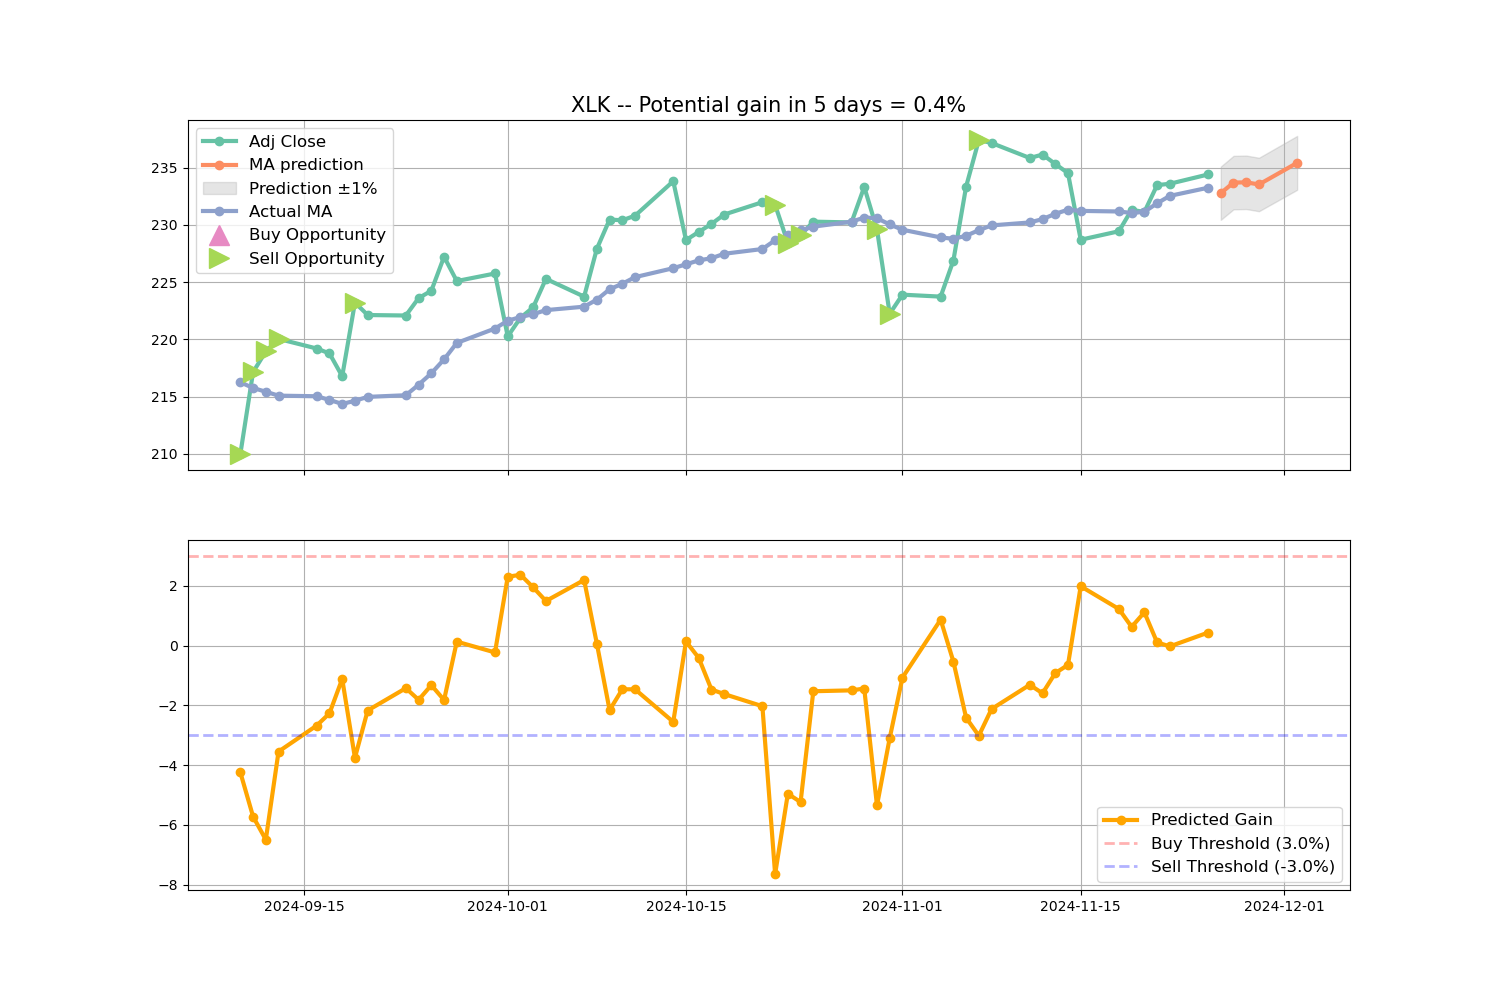 XLK -- Potential gain in 5 days = 0.4%
Adj Close
MA prediction
Prediction ±1%
Actual MA
Buy Opportunity
Sell Opportunity
235
230
225
220
215
210
2
0
−2
−4
−6
−8
Predicted Gain
Buy Threshold (3.0%)
Sell Threshold (-3.0%)
2024-09-15
2024-10-01
2024-10-15
2024-11-01
2024-11-15
2024-12-01